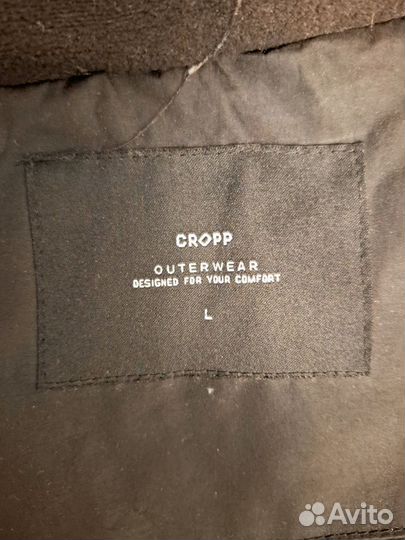 CROPP
OUTERWEAR
DESIGNED FOR YOUR COMFORT
L
Avito